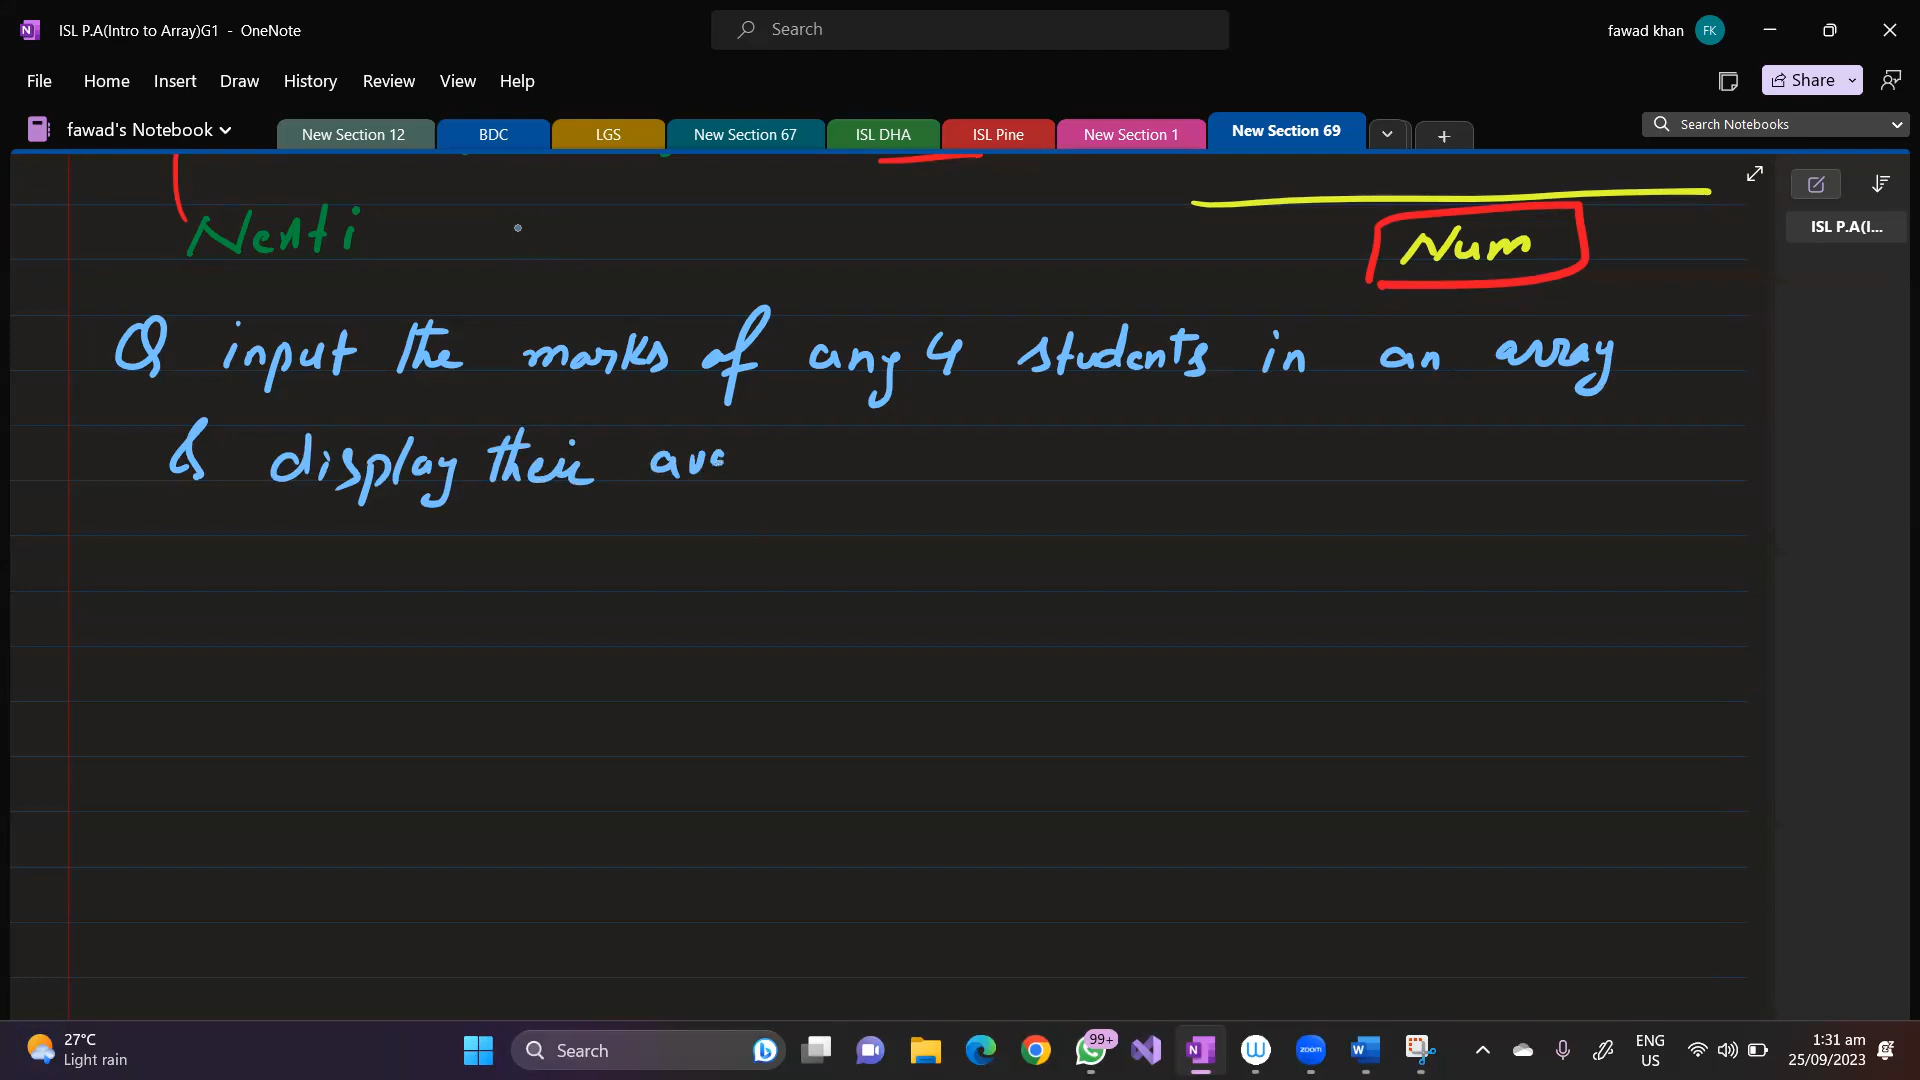 ISL P.A(Intro to Array)G1 - OneNote
Search
fawad khan FK
File Home Insert Draw History Review View Help
Share
fawad's Notebook
New Section 12 BDC LGS New Section 67 ISL DHA ISL Pine New Section 1 New Section 69
Search Notebooks
ISL P.A(I...
Nenti
Num
Q input the marks of any 4 students in an array
& display their ave
27°C
Light rain
Search
99+
zoom
ENG
US
1:31 am
25/09/2023